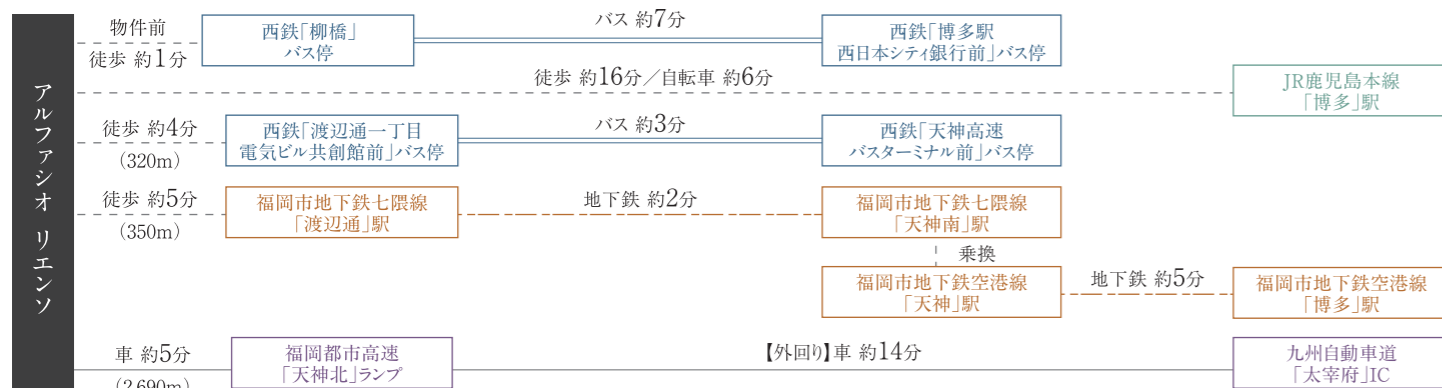 アルファシオ リエンソ
物件前
徒歩 約1分
西鉄「柳橋」
バス停
バス 約7分
西鉄「博多駅
西日本シティ銀行前」バス停
徒歩 約16分／自転車 約6分
JR鹿児島本線
「博多」駅
徒歩 約4分
(320m)
西鉄「渡辺通一丁目
電気ビル共創館前」バス停
バス 約3分
西鉄「天神高速
バスターミナル前」バス停
徒歩 約5分
(350m)
福岡市地下鉄七隈線
「渡辺通」駅
地下鉄 約2分
福岡市地下鉄七隈線
「天神南」駅
乗換
福岡市地下鉄空港線
「天神」駅
地下鉄 約5分
福岡市地下鉄空港線
「博多」駅
車 約5分
(2,690m)
福岡都市高速
「天神北」ランプ
【外回り】車 約14分
九州自動車道
「太宰府」IC